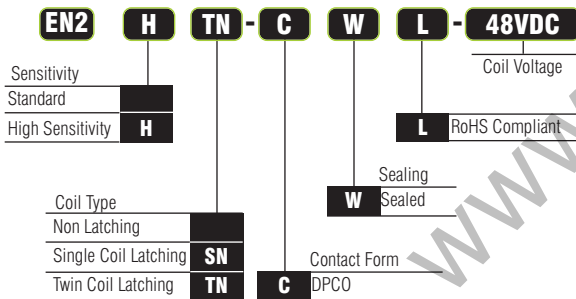 EN2 H TN - C W L - 48VDC
Coil Voltage
Sensitivity
Standard
High Sensitivity H
L RoHS Compliant
Sealing
W Sealed
Coil Type
Non Latching
Single Coil Latching SN
Contact Form
Twin Coil Latching TN
C DPCO
www